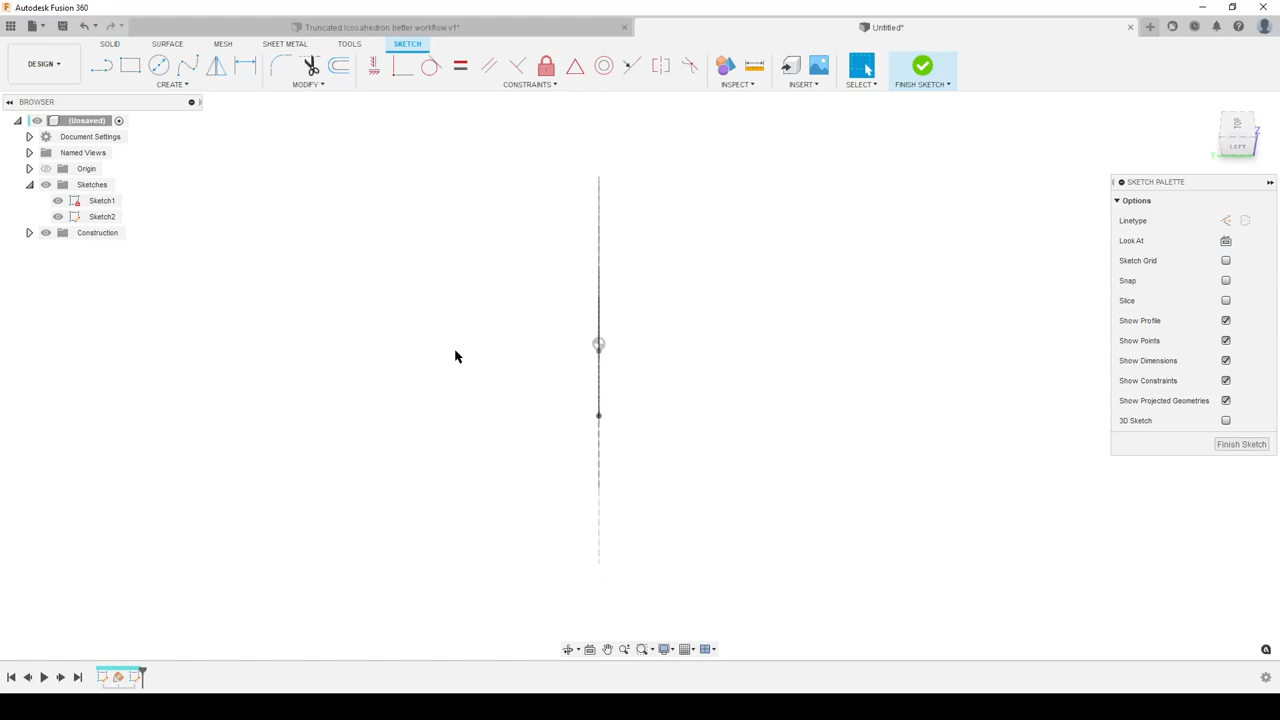 Autodesk Fusion 360
Truncated Icosahedron better workflow v1*
Untitled*
DESIGN
SOLID SURFACE MESH SHEET METAL TOOLS SKETCH
CREATE MODIFY CONSTRAINTS INSPECT INSERT SELECT FINISH SKETCH
BROWSER
(Unsaved)
Document Settings
Named Views
Origin
Sketches
Sketch1
Sketch2
Construction
TOP
LEFT
Z
Y
SKETCH PALETTE
Options
Linetype
Look At
Sketch Grid
Snap
Slice
Show Profile
Show Points
Show Dimensions
Show Constraints
Show Projected Geometries
3D Sketch
Finish Sketch